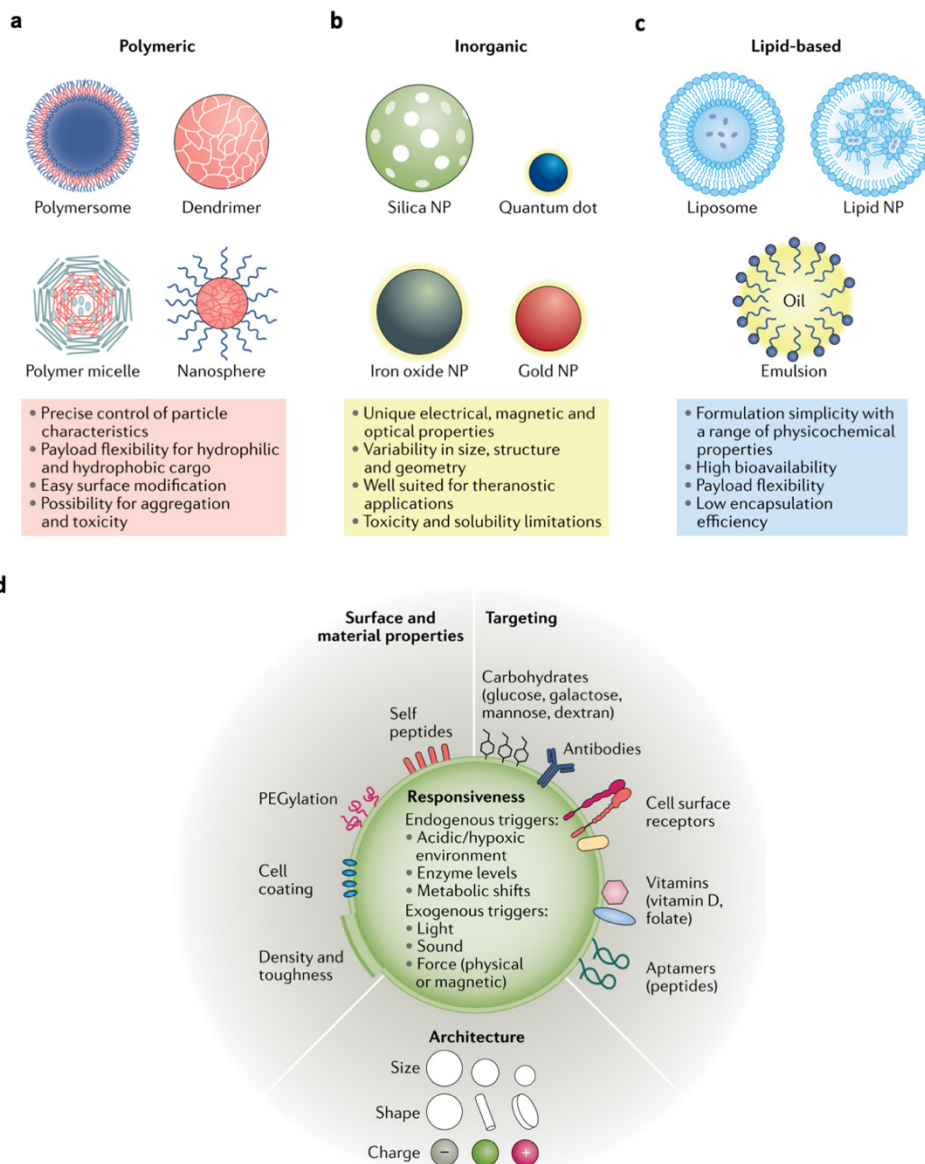 a
Polymeric
Polymersome
Dendrimer
Polymer micelle
Nanosphere
• Precise control of particle
characteristics
• Payload flexibility for hydrophilic
and hydrophobic cargo
• Easy surface modification
• Possibility for aggregation
and toxicity
b
Inorganic
Silica NP
Quantum dot
Iron oxide NP
Gold NP
• Unique electrical, magnetic and
optical properties
• Variability in size, structure
and geometry
• Well suited for theranostic
applications
• Toxicity and solubility limitations
c
Lipid-based
Liposome
Lipid NP
Oil
Emulsion
• Formulation simplicity with
a range of physicochemical
properties
• High bioavailability
• Payload flexibility
• Low encapsulation
efficiency
d
Surface and
material properties
Self
peptides
PEGylation
Cell
coating
Density and
toughness
Targeting
Carbohydrates
(glucose, galactose,
mannose, dextran)
Antibodies
Cell surface
receptors
Vitamins
(vitamin D,
folate)
Aptamers
(peptides)
Responsiveness
Endogenous triggers:
• Acidic/hypoxic
environment
• Enzyme levels
• Metabolic shifts
Exogenous triggers:
• Light
• Sound
• Force (physical
or magnetic)
Architecture
Size
Shape
Charge − +